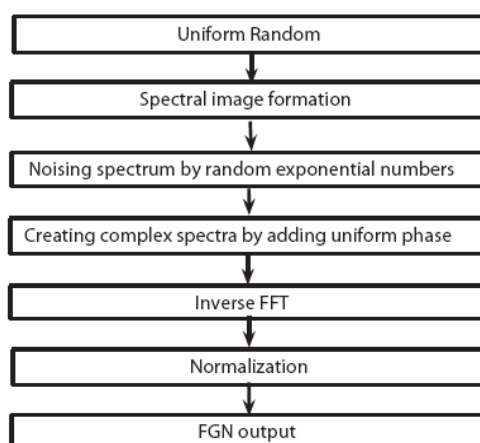 Uniform Random
Spectral image formation
Noising spectrum by random exponential numbers
Creating complex spectra by adding uniform phase
Inverse FFT
Normalization
FGN output